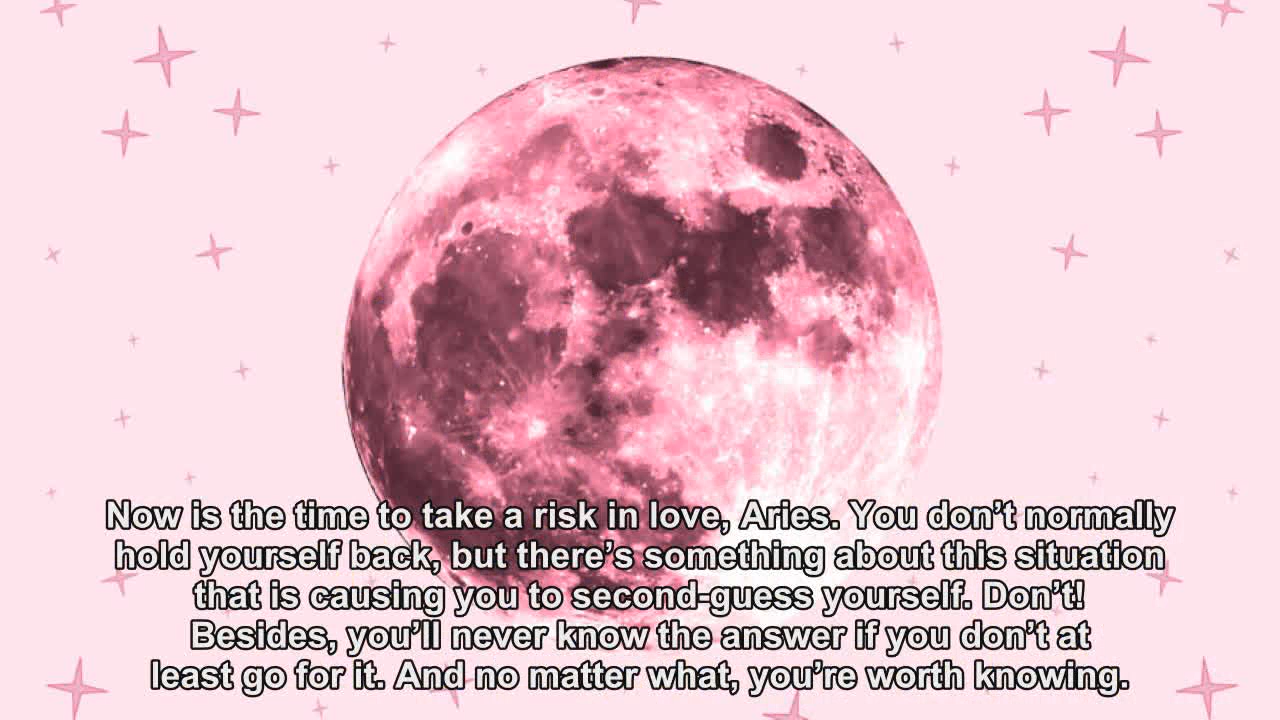 Now is the time to take a risk in love, Aries. You don’t normally
hold yourself back, but there’s something about this situation
that is causing you to second-guess yourself. Don’t!
Besides, you’ll never know the answer if you don’t at
least go for it. And no matter what, you’re worth knowing.